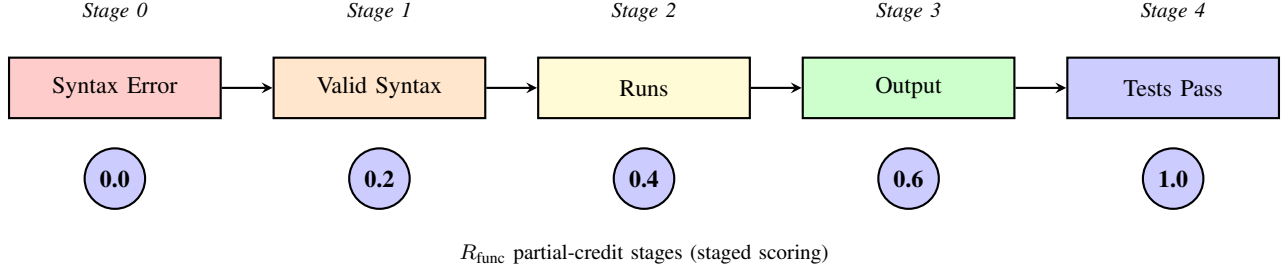 Stage 0 Stage 1 Stage 2 Stage 3 Stage 4
Syntax Error Valid Syntax Runs Output Tests Pass
0.0 0.2 0.4 0.6 1.0
R_func partial-credit stages (staged scoring)